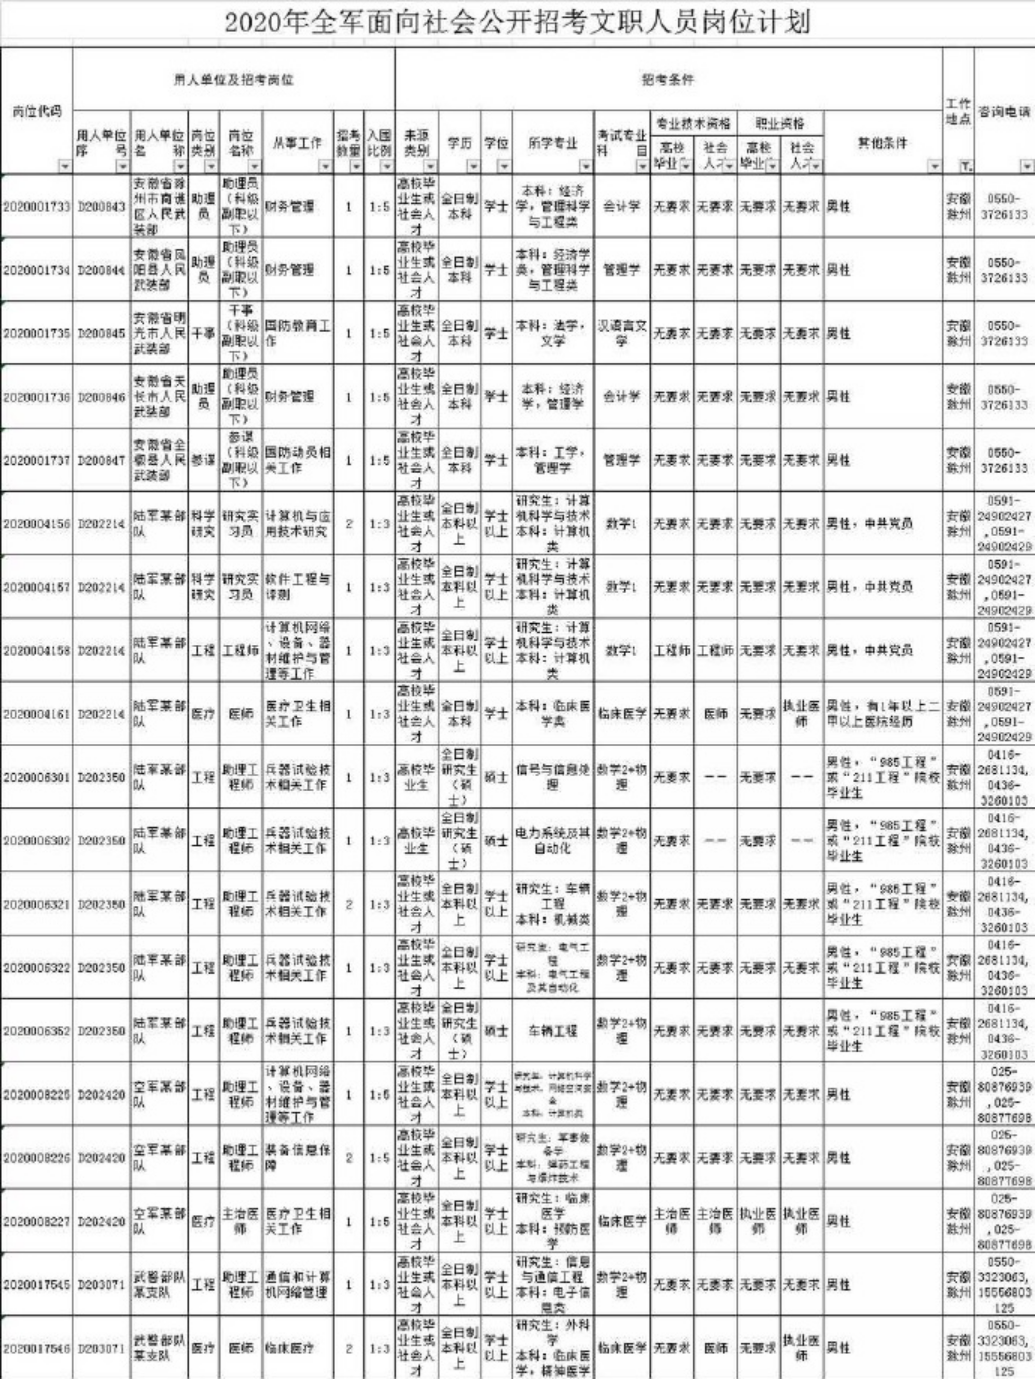 2020年全军面向社会公开招考文职人员岗位计划
岗位代码 用人单位及招考岗位 招考条件 工作地点 咨询电话
用人单位序号 用人单位名称 岗位类别 岗位名称 从事工作 招考数量 入围比例 来源类别 学历 学位 所学专业 考试专业科目 专业技术资格 职业资格 其他条件
高校毕业 社会人才 高校毕业 社会人才
2020001733 D200843 安徽省滁州市南谯区人民武装部 助理员 助理员（科级副职以下） 财务管理 1 1:5 高校毕业生或社会人才 全日制本科 学士 本科：经济学，管理科学与工程类 会计学 无要求 无要求 无要求 无要求 男性 安徽滁州 0550-3726133
2020001734 D200844 安徽省凤阳县人民武装部 助理员 助理员（科级副职以下） 财务管理 1 1:5 高校毕业生或社会人才 全日制本科 学士 本科：经济学类，管理科学与工程类 管理学 无要求 无要求 无要求 无要求 男性 安徽滁州 0550-3726133
2020001735 D200845 安徽省明光市人民武装部 干事 干事（科级副职以下） 国防教育工作 1 1:5 高校毕业生或社会人才 全日制本科 学士 本科：法学，文学 汉语言文学 无要求 无要求 无要求 无要求 男性 安徽滁州 0550-3726133
2020001736 D200846 安徽省天长市人民武装部 助理员 助理员（科级副职以下） 财务管理 1 1:5 高校毕业生或社会人才 全日制本科 学士 本科：经济学，管理学 会计学 无要求 无要求 无要求 无要求 男性 安徽滁州 0550-3726133
2020001737 D200847 安徽省全椒县人民武装部 参谋 参谋（科级副职以下） 国防动员相关工作 1 1:5 高校毕业生或社会人才 全日制本科 学士 本科：工学，管理学 管理学 无要求 无要求 无要求 无要求 男性 安徽滁州 0550-3726133
2020004156 D202214 陆军某部队 科学研究 研究实习员 计算机与应用技术研究 2 1:3 高校毕业生或社会人才 全日制本科以上 学士以上 研究生：计算机科学与技术 本科：计算机类 数学1 无要求 无要求 无要求 无要求 男性，中共党员 安徽滁州 0591-24902427,0591-24902429
2020004157 D202214 陆军某部队 科学研究 研究实习员 软件工程与译测 1 1:3 高校毕业生或社会人才 全日制本科以上 学士以上 研究生：计算机科学与技术 本科：计算机类 数学1 无要求 无要求 无要求 无要求 男性，中共党员 安徽滁州 0591-24902427,0591-24902429
2020004158 D202214 陆军某部队 工程 工程师 计算机网络、设备、器材维护与管理等工作 1 1:3 高校毕业生或社会人才 全日制本科以上 学士以上 研究生：计算机科学与技术 本科：计算机类 数学1 工程师 工程师 无要求 无要求 男性，中共党员 安徽滁州 0591-24902427,0591-24902429
2020004161 D202214 陆军某部队 医疗 医师 医疗卫生相关工作 1 1:3 高校毕业生或社会人才 全日制本科 学士 本科：临床医学类 临床医学 无要求 医师 无要求 执业医师 男性，有1年以上二甲以上医院经历 安徽滁州 0591-24902427,0591-24902429
2020006301 D202350 陆军某部队 工程 助理工程师 兵器试验技术相关工作 1 1:3 高校毕业生 全日制研究生（硕士） 硕士 信号与信息处理 数学2+物理 无要求 -- 无要求 -- 男性，“985工程”或“211工程”院校毕业生 安徽滁州 0416-2681134,0436-3260103
2020006302 D202350 陆军某部队 工程 助理工程师 兵器试验技术相关工作 1 1:3 高校毕业生 全日制研究生（硕士） 硕士 电力系统及其自动化 数学2+物理 无要求 -- 无要求 -- 男性，“985工程”或“211工程”院校毕业生 安徽滁州 0416-2681134,0436-3260103
2020006321 D202350 陆军某部队 工程 助理工程师 兵器试验技术相关工作 2 1:3 高校毕业生或社会人才 全日制本科以上 学士以上 研究生：车辆工程 本科：机械类 数学2+物理 无要求 无要求 无要求 无要求 男性，“985工程”或“211工程”院校毕业生 安徽滁州 0416-2681134,0436-3260103
2020006322 D202350 陆军某部队 工程 助理工程师 兵器试验技术相关工作 1 1:3 高校毕业生或社会人才 全日制本科以上 学士以上 研究生：电气工程 本科：电气工程及其自动化 数学2+物理 无要求 无要求 无要求 无要求 男性，“985工程”或“211工程”院校毕业生 安徽滁州 0416-2681134,0436-3260103
2020006352 D202350 陆军某部队 工程 助理工程师 兵器试验技术相关工作 1 1:3 高校毕业生或社会人才 全日制研究生（硕士） 硕士 车辆工程 数学2+物理 无要求 无要求 无要求 无要求 男性，“985工程”或“211工程”院校毕业生 安徽滁州 0416-2681134,0436-3260103
2020008225 D202420 空军某部队 工程 助理工程师 计算机网络、设备、器材维护与管理等工作 1 1:5 高校毕业生或社会人才 全日制本科以上 学士以上 研究生：计算机科学与技术，网络空间安全 本科：计算机类 数学2+物理 无要求 无要求 无要求 无要求 男性 安徽滁州 025-80876939,025-80877698
2020008226 D202420 空军某部队 工程 助理工程师 装备信息保障 2 1:5 高校毕业生或社会人才 全日制本科以上 学士以上 研究生：军事装备学 本科：弹药工程与爆炸技术 数学2+物理 无要求 无要求 无要求 无要求 男性 安徽滁州 025-80876939,025-80877698
2020008227 D202420 空军某部队 医疗 主治医师 医疗卫生相关工作 1 1:5 高校毕业生或社会人才 全日制本科以上 学士以上 研究生：临床医学 本科：预防医学 临床医学 主治医师 主治医师 执业医师 执业医师 男性 安徽滁州 025-80876939,025-80877698
2020017545 D203071 武警部队某支队 工程 助理工程师 通信和计算机网络管理 1 1:3 高校毕业生或社会人才 全日制本科以上 学士以上 研究生：信息与通信工程 本科：电子信息类 数学2+物理 无要求 无要求 无要求 无要求 男性 安徽滁州 0550-3323063,15556803125
2020017546 D203071 武警部队某支队 医疗 医师 临床医疗 2 1:3 高校毕业生或社会人才 全日制本科以上 学士以上 研究生：外科学 本科：临床医学，精神医学 临床医学 无要求 医师 无要求 执业医师 男性 安徽滁州 0550-3323063,15556803125